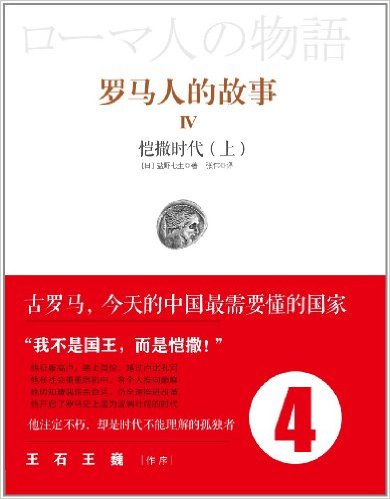 ローマ人の物語
罗马人的故事
IV
恺撒时代（上）
［日］盐野七生 著 张伟 译
古罗马，今天的中国最需要懂的国家
“我不是国王，而是恺撒！”
他注定不朽，却是时代不能理解的孤独者
4
王石 王巍 ｜作序｜